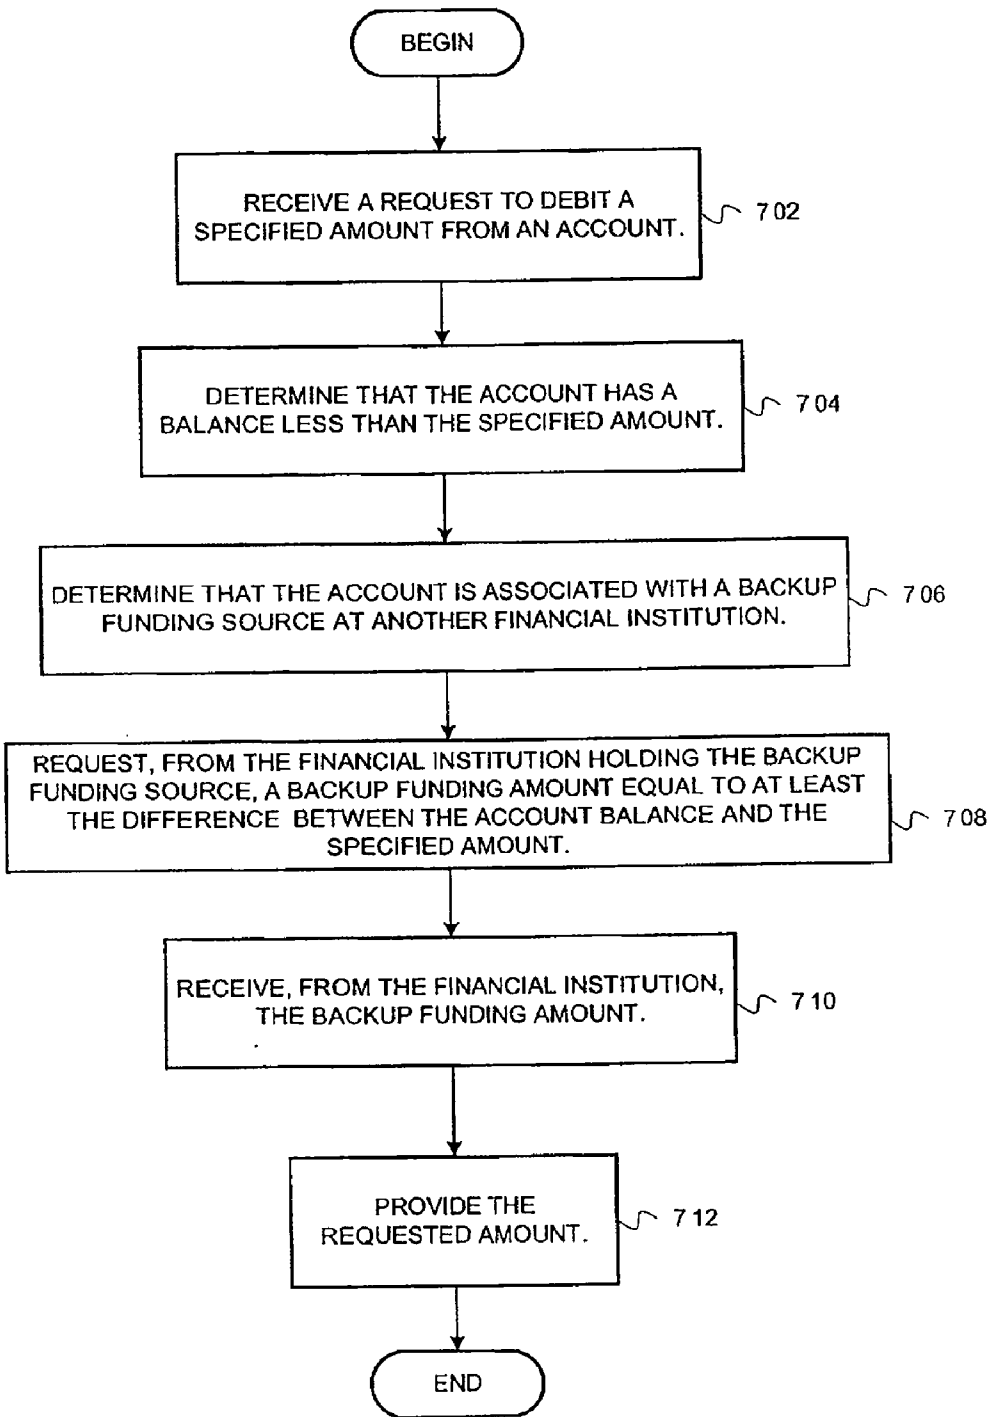 BEGIN
RECEIVE A REQUEST TO DEBIT A
SPECIFIED AMOUNT FROM AN ACCOUNT.
702
DETERMINE THAT THE ACCOUNT HAS A
BALANCE LESS THAN THE SPECIFIED AMOUNT.
704
DETERMINE THAT THE ACCOUNT IS ASSOCIATED WITH A BACKUP
FUNDING SOURCE AT ANOTHER FINANCIAL INSTITUTION.
706
REQUEST, FROM THE FINANCIAL INSTITUTION HOLDING THE BACKUP
FUNDING SOURCE, A BACKUP FUNDING AMOUNT EQUAL TO AT LEAST
THE DIFFERENCE BETWEEN THE ACCOUNT BALANCE AND THE
SPECIFIED AMOUNT.
708
RECEIVE, FROM THE FINANCIAL INSTITUTION,
THE BACKUP FUNDING AMOUNT.
710
PROVIDE THE
REQUESTED AMOUNT.
712
END